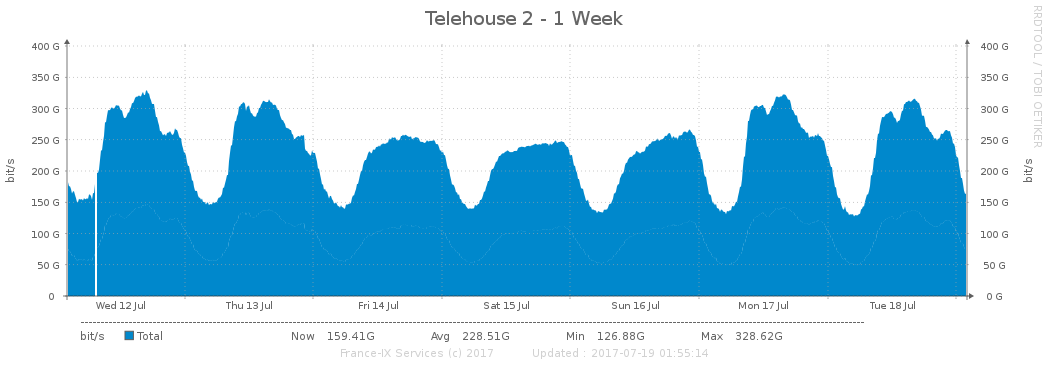 Telehouse 2 - 1 Week
RRDTOOL / TOBI OETIKER
bit/s
400 G 400 G
350 G 350 G
300 G 300 G
250 G 250 G
200 G 200 G
150 G 150 G
100 G 100 G
50 G 50 G
0 0 G
bit/s
Wed 12 Jul Thu 13 Jul Fri 14 Jul Sat 15 Jul Sun 16 Jul Mon 17 Jul Tue 18 Jul
bit/s Total Now 159.41G Avg 228.51G Min 126.88G Max 328.62G
France-IX Services (c) 2017 Updated : 2017-07-19 01:55:14